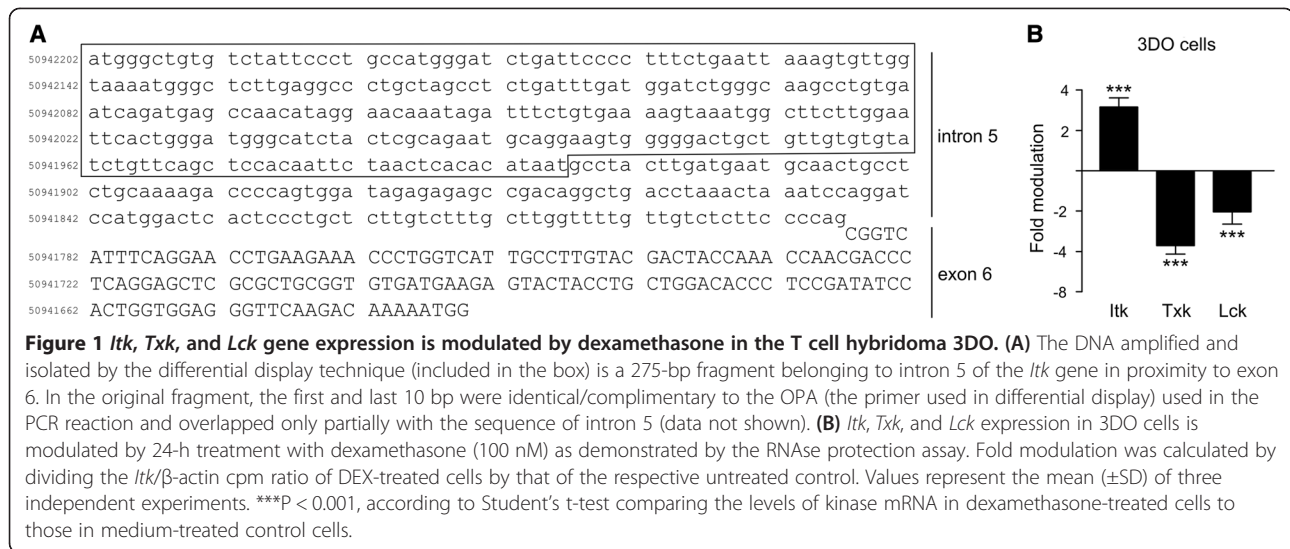 A
50942202 atgggctgtg tctattccct gccatgggat ctgattcccc tttctgaatt aaagtgttgg
50942142 taaaatgggc tcttgaggcc ctgctagcct ctgatttgat ggatctgggc aagcctgtga
50942082 atcagatgag ccaacatagg aacaaataga tttctgtgaa aagtaaatgg cttcttggaa
50942022 ttcactggga tgggcatcta ctcgcagaat gcaggaagtg ggggactgct gttgtgtgta
50941962 tctgttcagc tccacaattc taactcacac ataatgccta cttgatgaat gcaactgcct
50941902 ctgcaaaaga ccccagtgga tagagagagc cgacaggctg acctaaacta aatccaggat
50941842 ccatggactc actccctgct cttgtctttg cttggttttg ttgtctcttc cccag
CGGTC
50941782 ATTTCAGGAA CCTGAAGAAA CCCTGGTCAT TGCCTTGTAC GACTACCAAA CCAACGACCC
50941722 TCAGGAGCTC GCGCTGCGGT GTGATGAAGA GTACTACCTG CTGGACACCC TCCGATATCC
50941662 ACTGGTGGAG GGTTCAAGAC AAAAATGG
intron 5
exon 6
B
3DO cells
Fold modulation
4
2
-2
-4
-8
***
***
***
Itk Txk Lck
Figure 1 Itk, Txk, and Lck gene expression is modulated by dexamethasone in the T cell hybridoma 3DO. (A) The DNA amplified and
isolated by the differential display technique (included in the box) is a 275-bp fragment belonging to intron 5 of the Itk gene in proximity to exon
6. In the original fragment, the first and last 10 bp were identical/complimentary to the OPA (the primer used in differential display) used in the
PCR reaction and overlapped only partially with the sequence of intron 5 (data not shown). (B) Itk, Txk, and Lck expression in 3DO cells is
modulated by 24-h treatment with dexamethasone (100 nM) as demonstrated by the RNAse protection assay. Fold modulation was calculated by
dividing the Itk/β-actin cpm ratio of DEX-treated cells by that of the respective untreated control. Values represent the mean (±SD) of three
independent experiments. ***P < 0.001, according to Student's t-test comparing the levels of kinase mRNA in dexamethasone-treated cells to
those in medium-treated control cells.